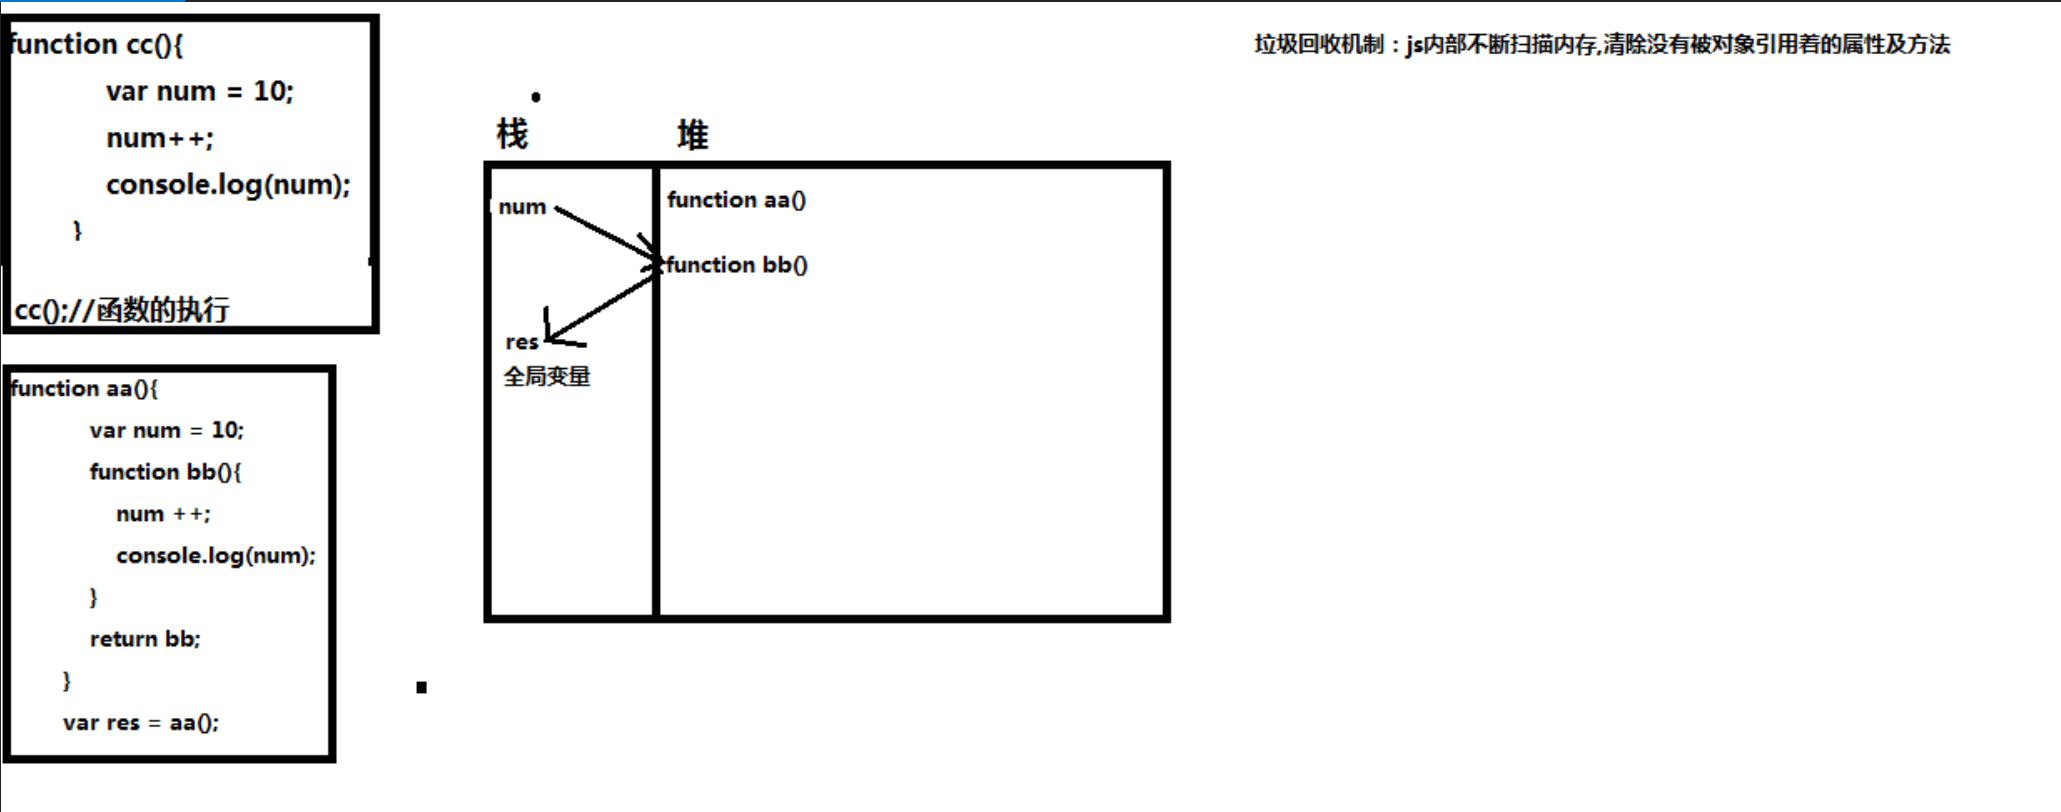 function cc(){
var num = 10;
num++;
console.log(num);
}
cc();//函数的执行
function aa(){
var num = 10;
function bb(){
num ++;
console.log(num);
}
return bb;
}
var res = aa();
栈 堆
num
function aa()
function bb()
res
全局变量
垃圾回收机制：js内部不断扫描内存,清除没有被对象引用着的属性及方法